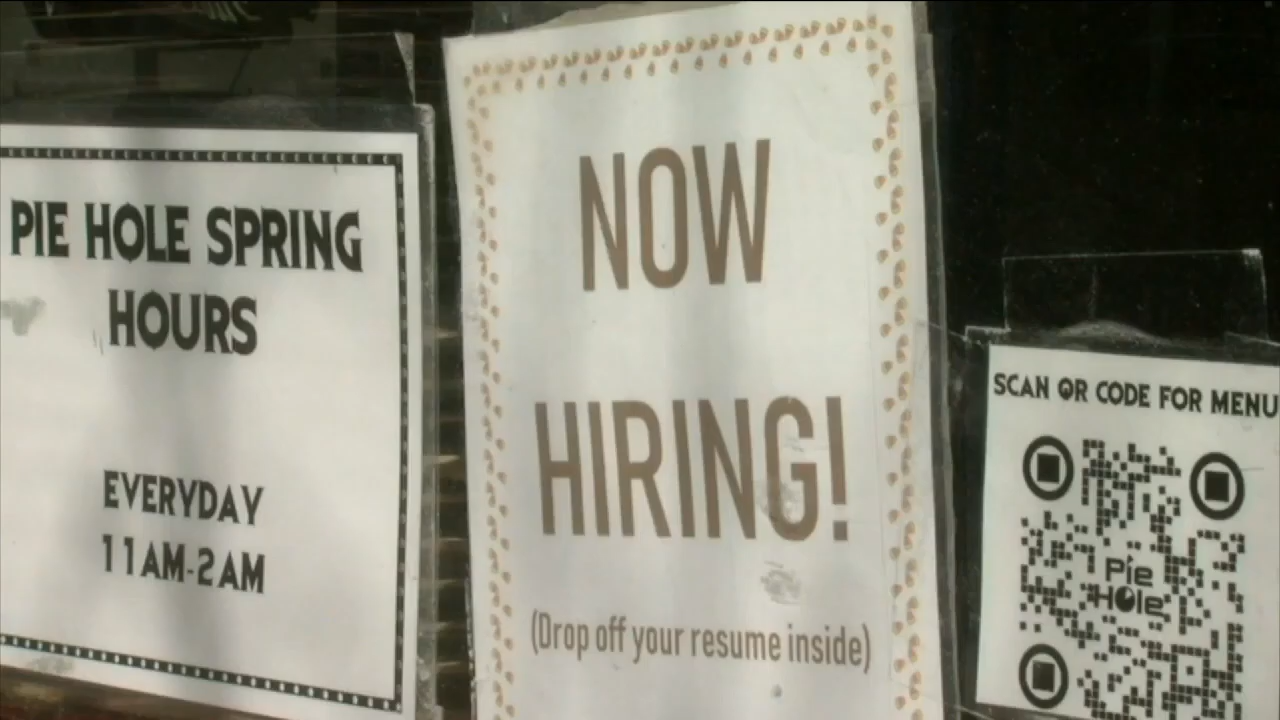 PIE HOLE SPRING
HOURS
EVERYDAY
11AM-2AM
NOW
HIRING!
(Drop off your resume inside)
SCAN QR CODE FOR MENU
Pie
Hole